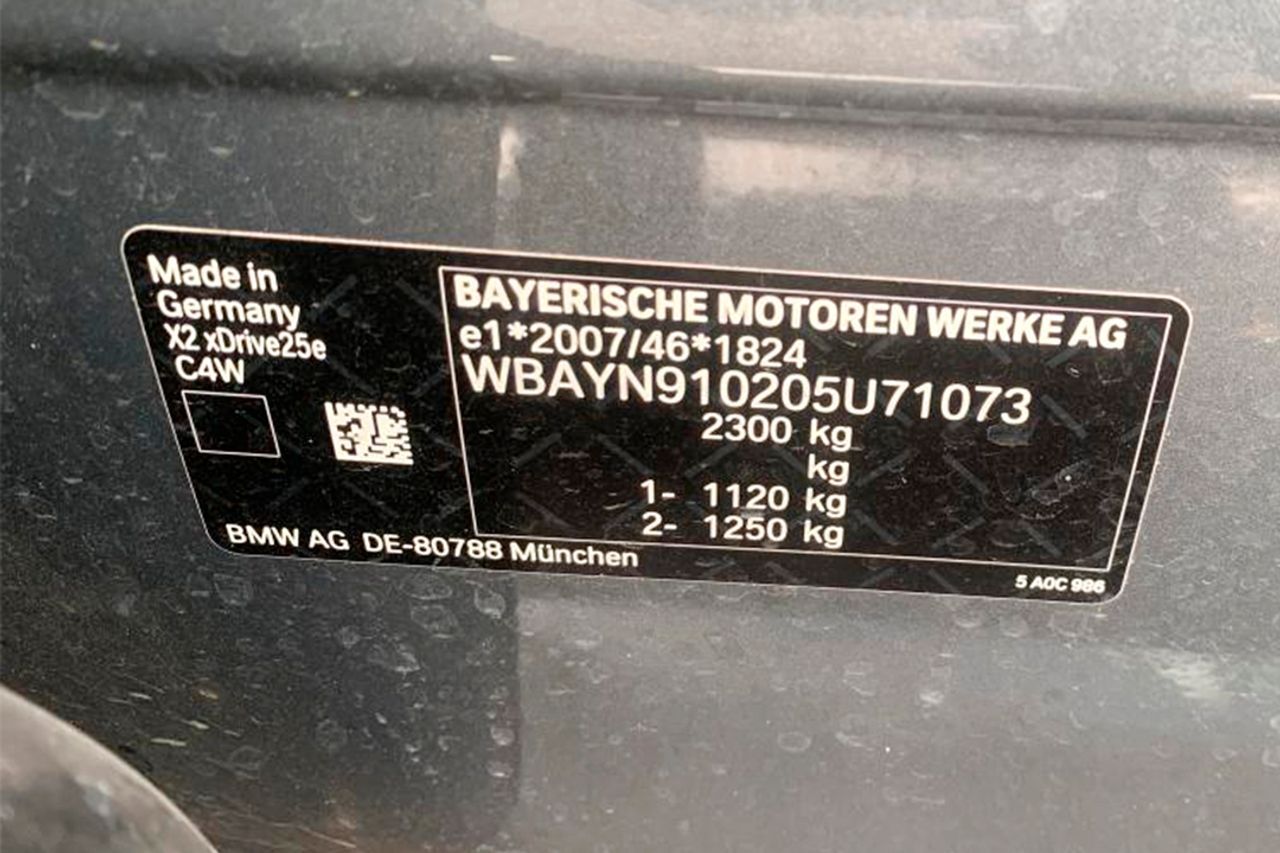 Made in
Germany
X2 xDrive25e
C4W
BAYERISCHE MOTOREN WERKE AG
e1*2007/46*1824
WBAYN910205U71073
2300 kg
kg
1- 1120 kg
2- 1250 kg
BMW AG DE-80788 München
5 A0C 986